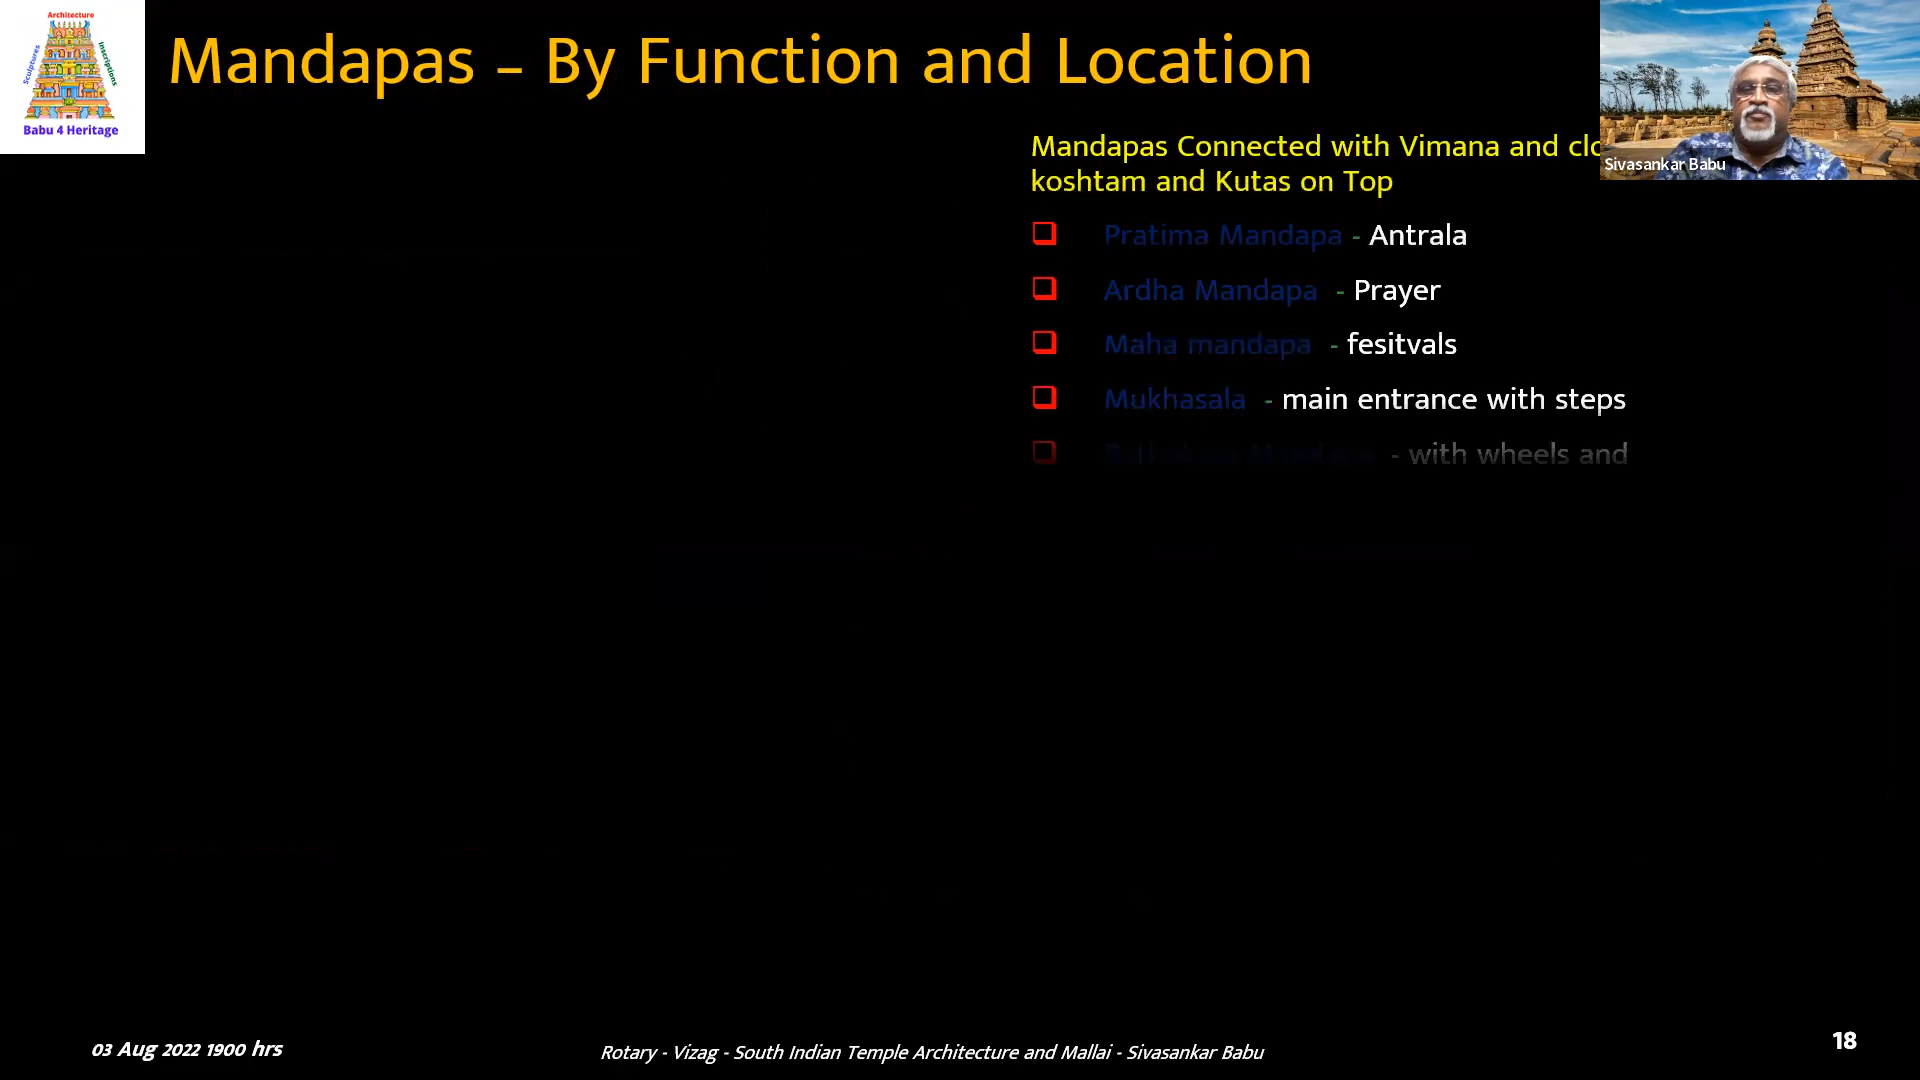 Architecture
Sculptures
Inscriptions
Babu 4 Heritage
Mandapas – By Function and Location
Sivasankar Babu
Mandapas Connected with Vimana and clo
koshtam and Kutas on Top
Pratima Mandapa - Antrala
Ardha Mandapa - Prayer
Maha mandapa - fesitvals
Mukhasala - main entrance with steps
Mandapa - with wheels and
03 Aug 2022 1900 hrs
Rotary - Vizag - South Indian Temple Architecture and Mallai - Sivasankar Babu
18